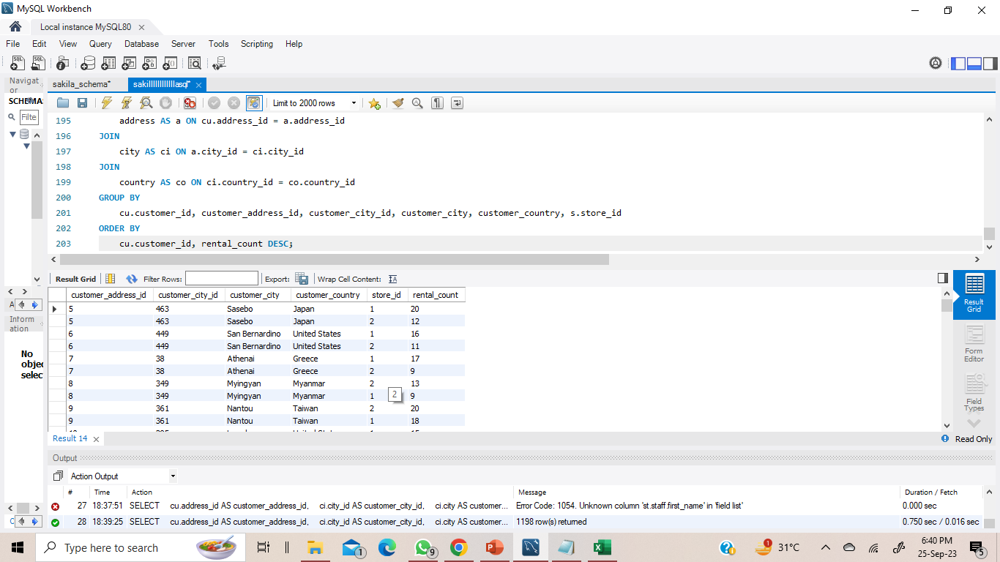 MySQL Workbench
Local instance MySQL80
File Edit View Query Database Server Tools Scripting Help
Navigat
or
sakila_schema*
SCHEMAS
Filte
Limit to 2000 rows
195 address AS a ON cu.address_id = a.address_id
196 JOIN
197 city AS ci ON a.city_id = ci.city_id
198 JOIN
199 country AS co ON ci.country_id = co.country_id
200 GROUP BY
201 cu.customer_id, customer_address_id, customer_city_id, customer_city, customer_country, s.store_id
202 ORDER BY
203 cu.customer_id, rental_count DESC;
Result Grid Filter Rows: Export: Wrap Cell Content:
customer_address_id customer_city_id customer_city customer_country store_id rental_count
5 463 Sasebo Japan 1 20
5 463 Sasebo Japan 2 12
6 449 San Bernardino United States 1 16
6 449 San Bernardino United States 2 11
7 38 Athenai Greece 1 17
7 38 Athenai Greece 2 9
8 349 Myingyan Myanmar 2 13
8 349 Myingyan Myanmar 1 9
2
9 361 Nantou Taiwan 2 20
9 361 Nantou Taiwan 1 18
Result
Grid
Form
Editor
Field
Types
A
Inform
ation
No
objec
selec
Result 14
Read Only
Output
Action Output
# Time Action Message Duration / Fetch
27 18:37:51 SELECT cu.address_id AS customer_address_id, ci.city_id AS customer_city_id, ci.city AS customer... Error Code: 1054. Unknown column 'st.staff.first_name' in 'field list' 0.000 sec
28 18:39:25 SELECT cu.address_id AS customer_address_id, ci.city_id AS customer_city_id, ci.city AS customer... 1198 row(s) returned 0.750 sec / 0.016 sec
Type here to search
1
9
1
31°C
6:40 PM
25-Sep-23
5